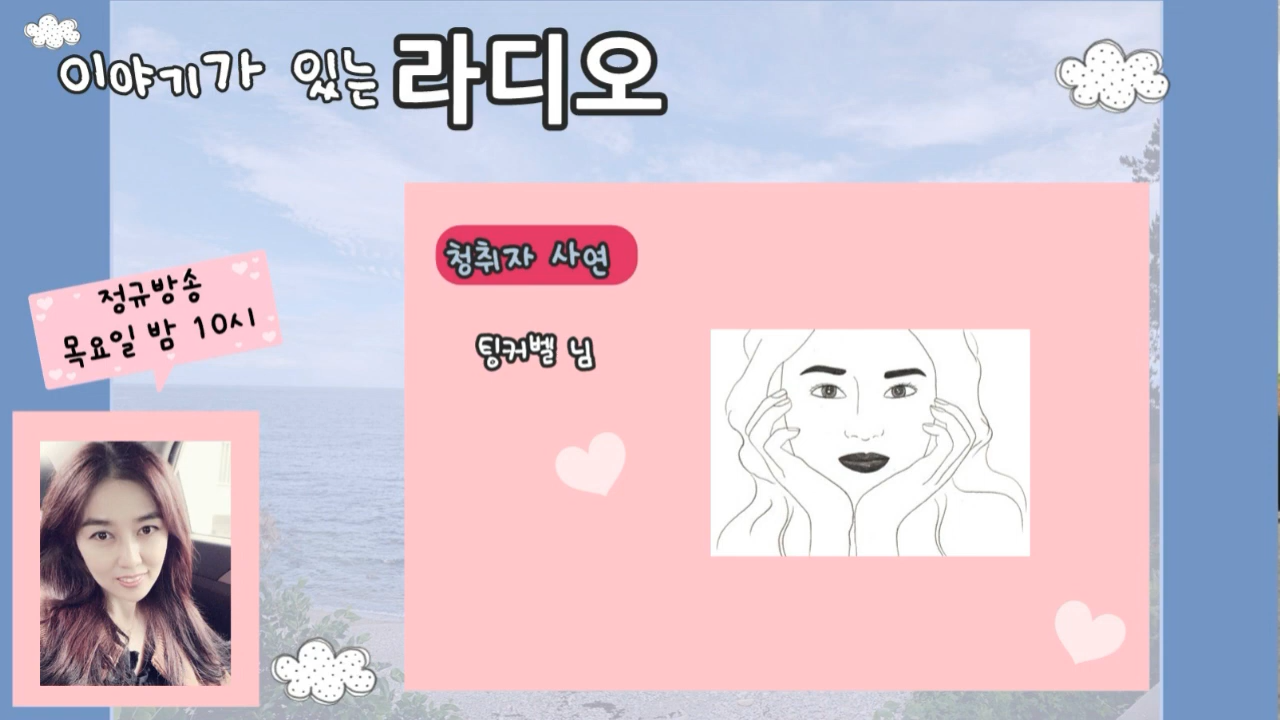 이야기가 있는 라디오
청취자 사연
정규방송
목요일 밤 10시
팅커벨 님